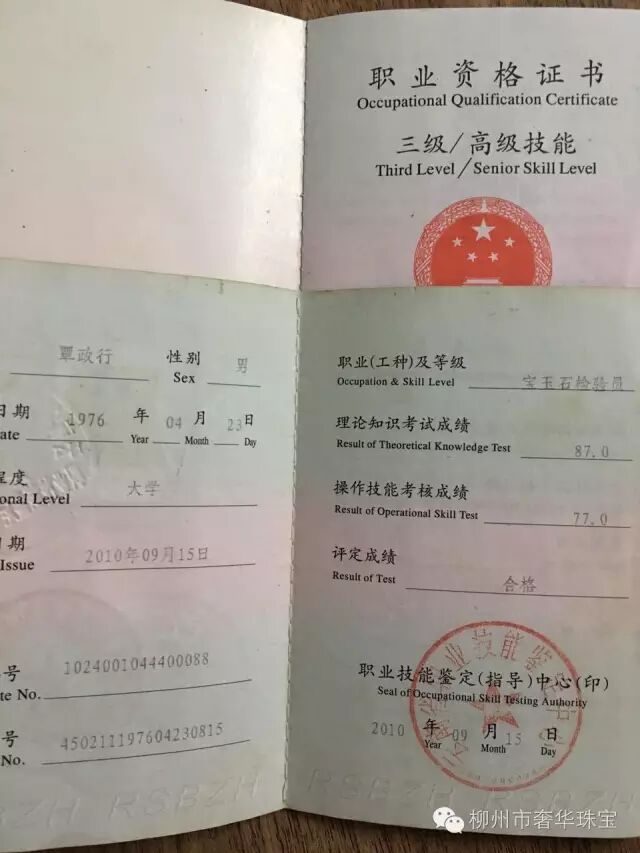 职业资格证书
Occupational Qualification Certificate
三级/高级技能
Third Level/Senior Skill Level
覃政行 性别 男
Sex
日期 1976 年 04 月 23 日
ate Year Month Day
程度 大学
onal Level
日期 2010年09月15日
Issue
号 1024001044400088
te No.
号 450211197604230815
No.
RSBZH RSBZH
职业(工种)及等级 宝玉石检验员
Occupation & Skill Level
理论知识考试成绩 87.0
Result of Theoretical Knowledge Test
操作技能考核成绩 77.0
Result of Operational Skill Test
评定成绩 合格
Result of Test
职业技能鉴定(指导)中心(印)
Seal of Occupational Skill Testing Authority
2010 年 09 月 15 日
Year Month Day
业技能鉴
RSBZH RSBZH
柳州市奢华珠宝